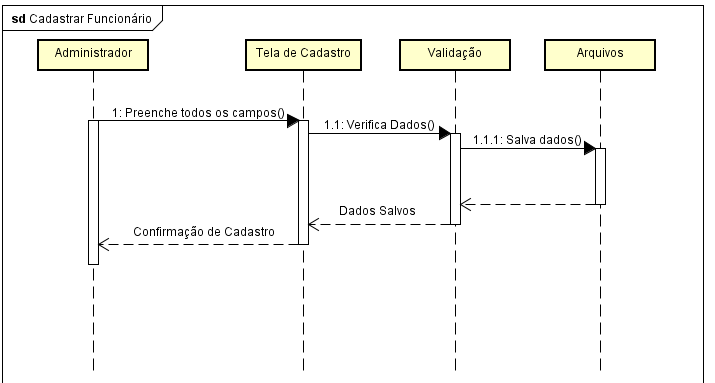 sd Cadastrar Funcionário
Administrador
Tela de Cadastro
Validação
Arquivos
1: Preenche todos os campos()
1.1: Verifica Dados()
1.1.1: Salva dados()
Dados Salvos
Confirmação de Cadastro